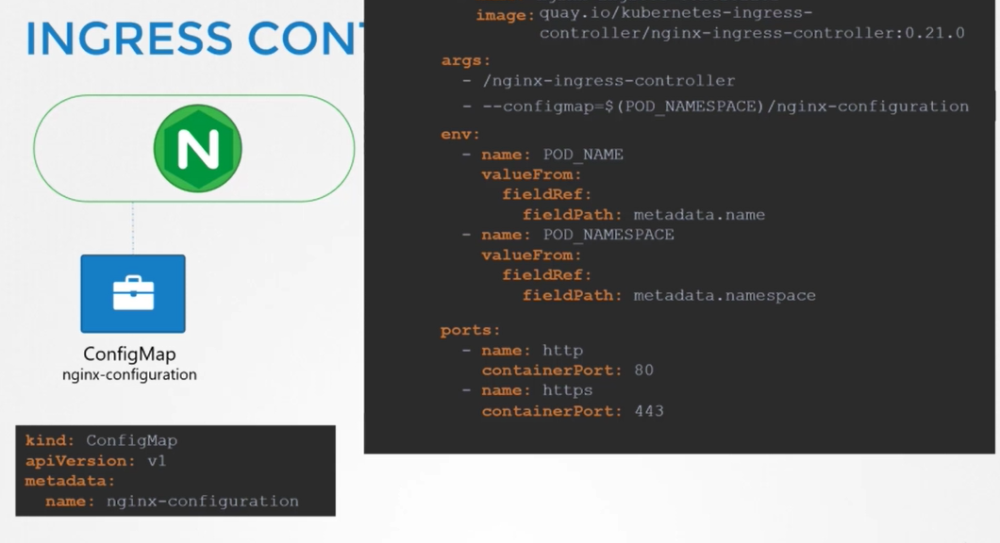 INGRESS CON
N
ConfigMap
nginx-configuration
kind: ConfigMap
apiVersion: v1
metadata:
  name: nginx-configuration
image: quay.io/kubernetes-ingress-
controller/nginx-ingress-controller:0.21.0
args:
  - /nginx-ingress-controller
  - --configmap=$(POD_NAMESPACE)/nginx-configuration
env:
  - name: POD_NAME
    valueFrom:
      fieldRef:
        fieldPath: metadata.name
  - name: POD_NAMESPACE
    valueFrom:
      fieldRef:
        fieldPath: metadata.namespace
ports:
  - name: http
    containerPort: 80
  - name: https
    containerPort: 443